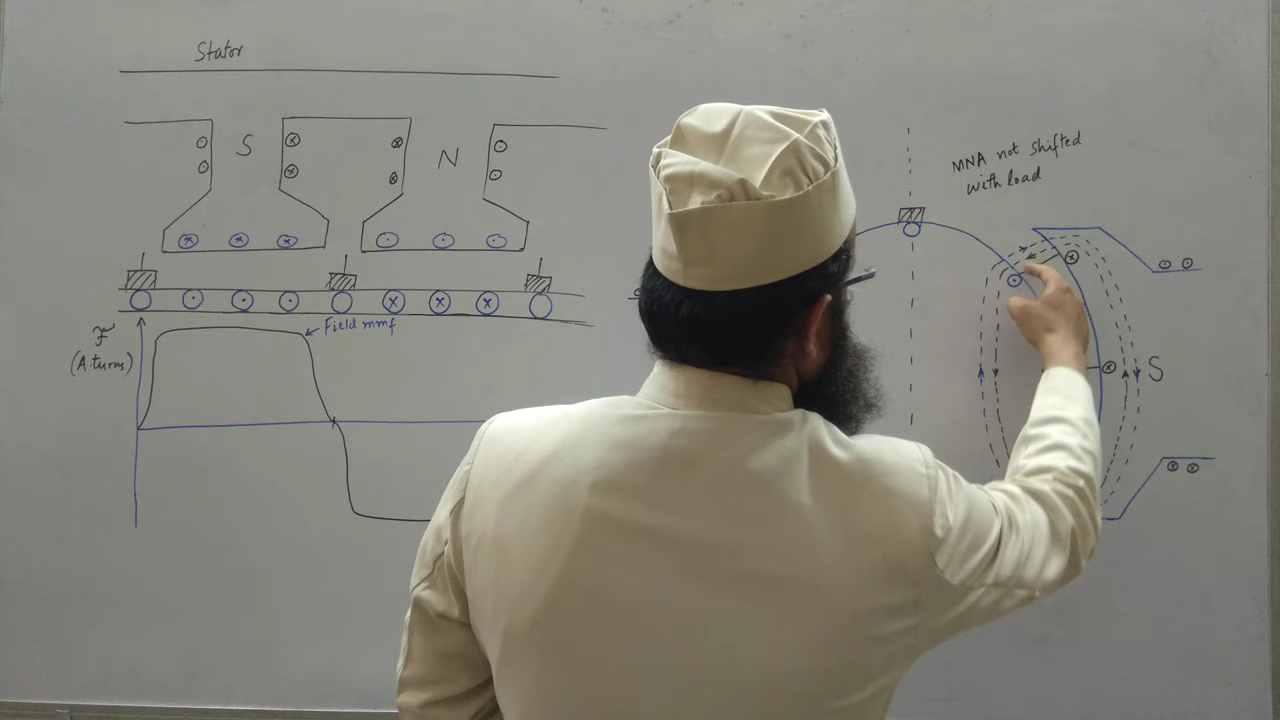 Stator
S
N
MNA not shifted
with load
F
(A.turns)
Field mmf
S